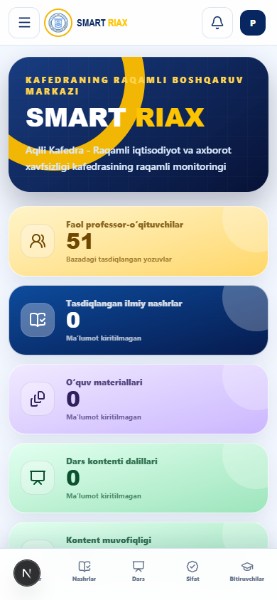 SMART RIAX
P
KAFEDRANING RAQAMLI BOSHQARUV
MARKAZI
SMART RIAX
Aqlli Kafedra - Raqamli iqtisodiyot va axborot
xavfsizligi kafedrasining raqamli monitoringi
Faol professor-o‘qituvchilar
51
Bazadagi tasdiqlangan yozuvlar
Tasdiqlangan ilmiy nashrlar
0
Ma’lumot kiritilmagan
O‘quv materiallari
0
Ma’lumot kiritilmagan
Dars kontenti dalillari
0
Ma’lumot kiritilmagan
Kontent muvofiqligi
N
Nashrlar
Dars
Sifat
Bitiruvchilar